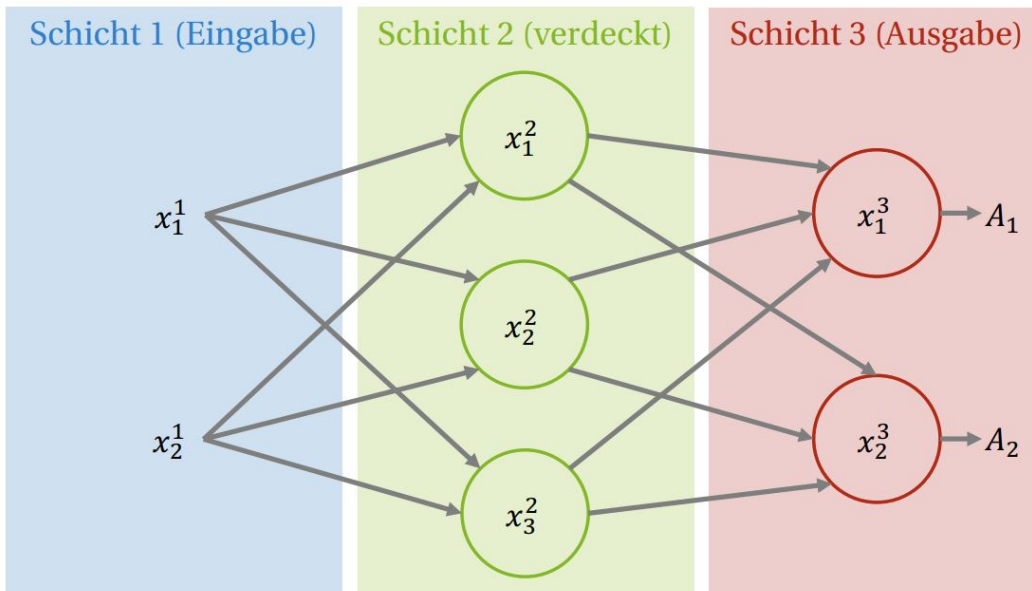 Schicht 1 (Eingabe)
Schicht 2 (verdeckt)
Schicht 3 (Ausgabe)
x_1^1
x_2^1
x_1^2
x_2^2
x_3^2
x_1^3
x_2^3
A_1
A_2